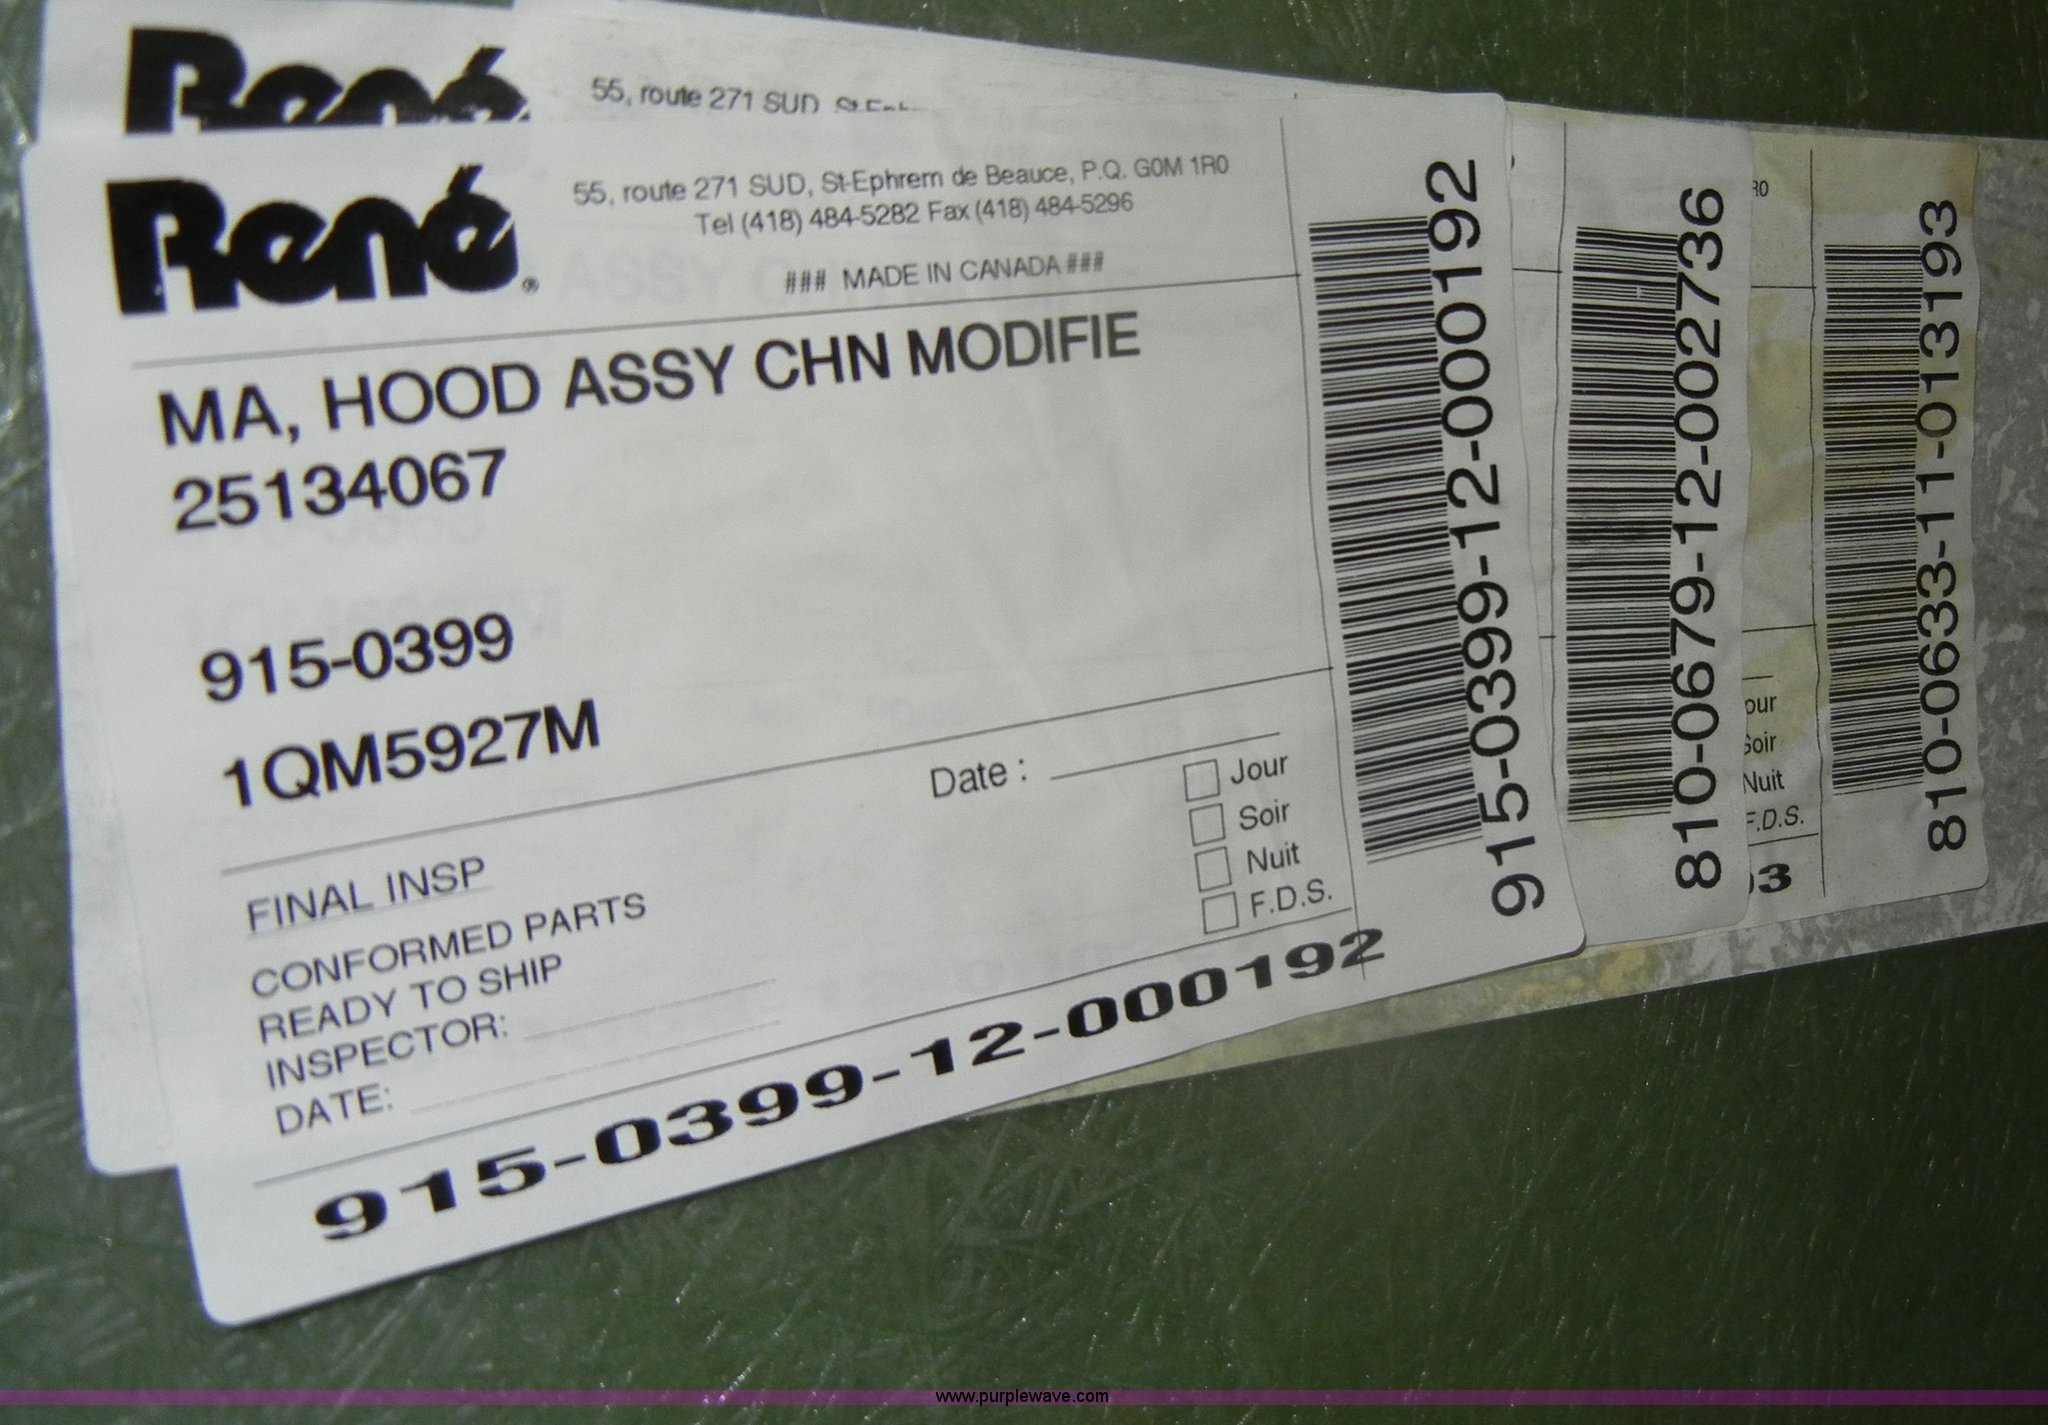 René
55, route 271 SUD
René®
55, route 271 SUD, St-Ephrem de Beauce, P.Q. G0M 1R0
Tel (418) 484-5282 Fax (418) 484-5296
### MADE IN CANADA ###
MA, HOOD ASSY CHN MODIFIE
25134067
915-0399
1QM5927M
Date :
Jour
Soir
Nuit
F.D.S.
FINAL INSP
CONFORMED PARTS
READY TO SHIP
INSPECTOR:
DATE:
915-0399-12-000192
915-0399-12-000192
810-0679-12-002736
R0
our
Soir
Nuit
F.D.S.
3
810-0633-11-013193
www.purplewave.com